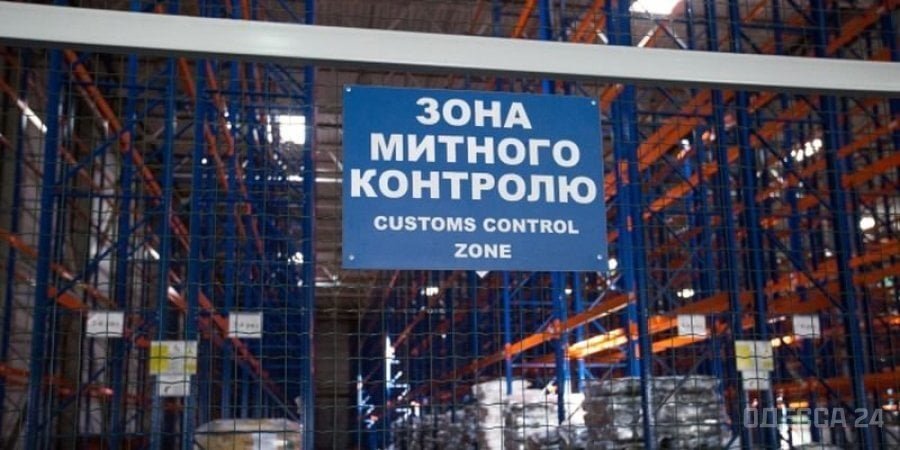 ЗОНА
МИТНОГО
КОНТРОЛЮ
CUSTOMS CONTROL
ZONE
ОДЕССА 24